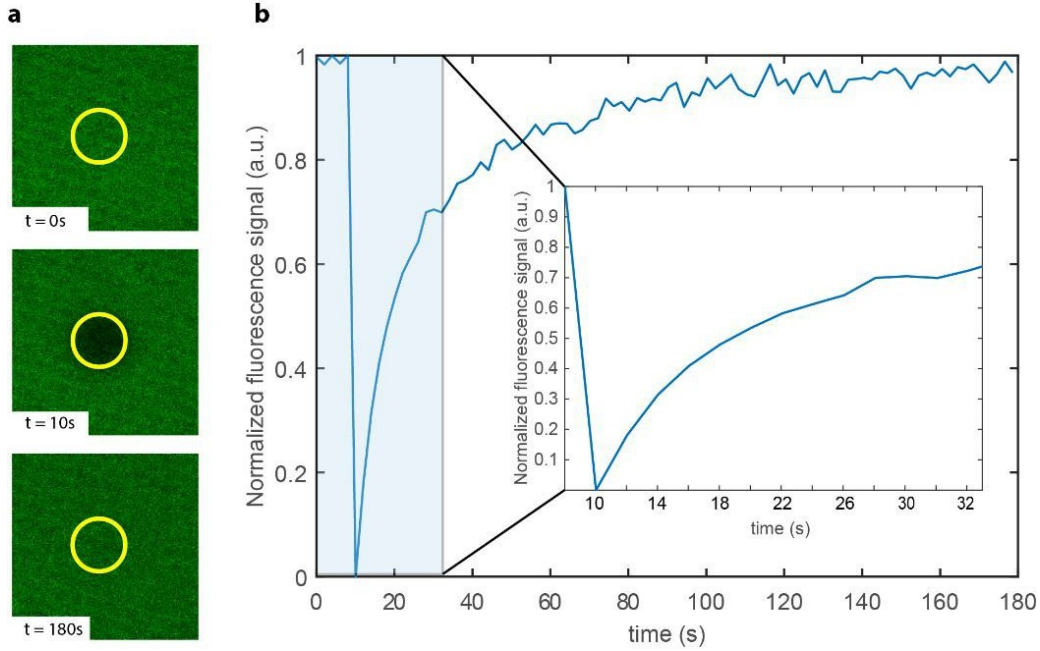 a
b
t = 0s
t = 10s
t = 180s
Normalized fluorescence signal (a.u.)
1
0.8
0.6
0.4
0.2
0
0 20 40 60 80 100 120 140 160 180
time (s)
Normalized fluorescence signal (a.u.)
1
0.9
0.8
0.7
0.6
0.5
0.4
0.3
0.2
0.1
10 14 18 22 26 30 32
time (s)